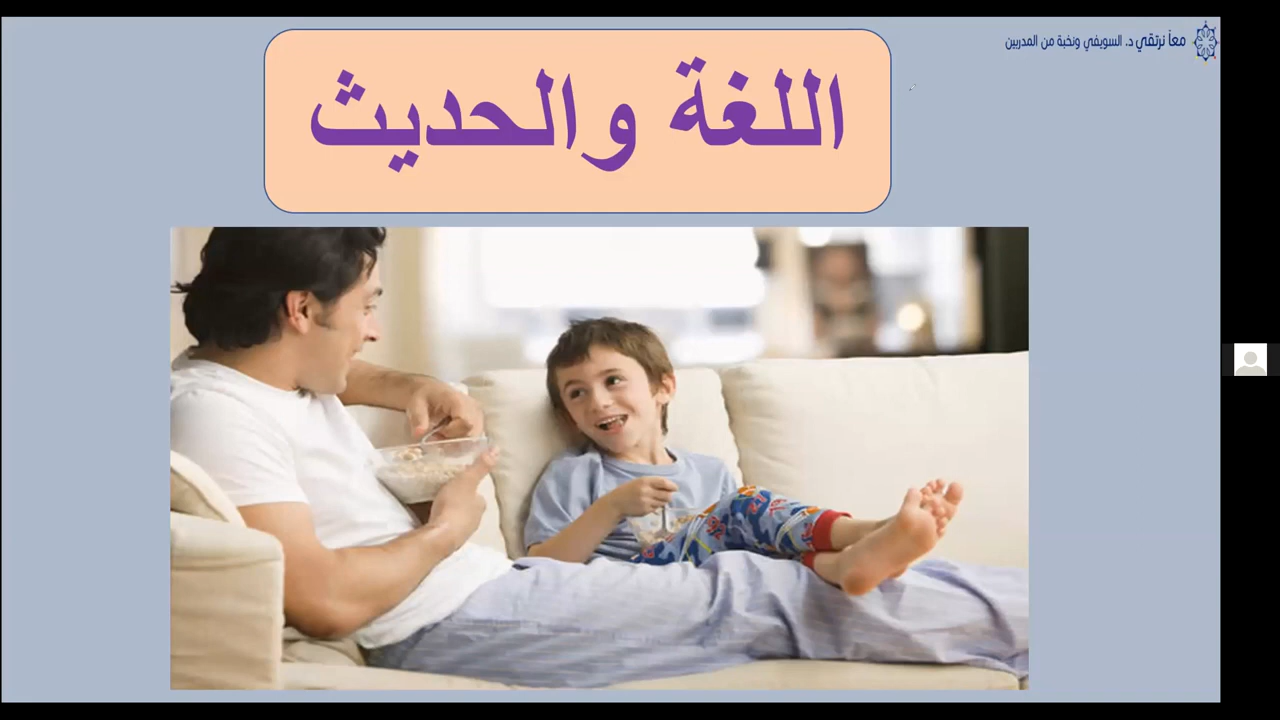 معاً نرتقي د. السويفي ونخبة من المدربين
اللغة والحديث